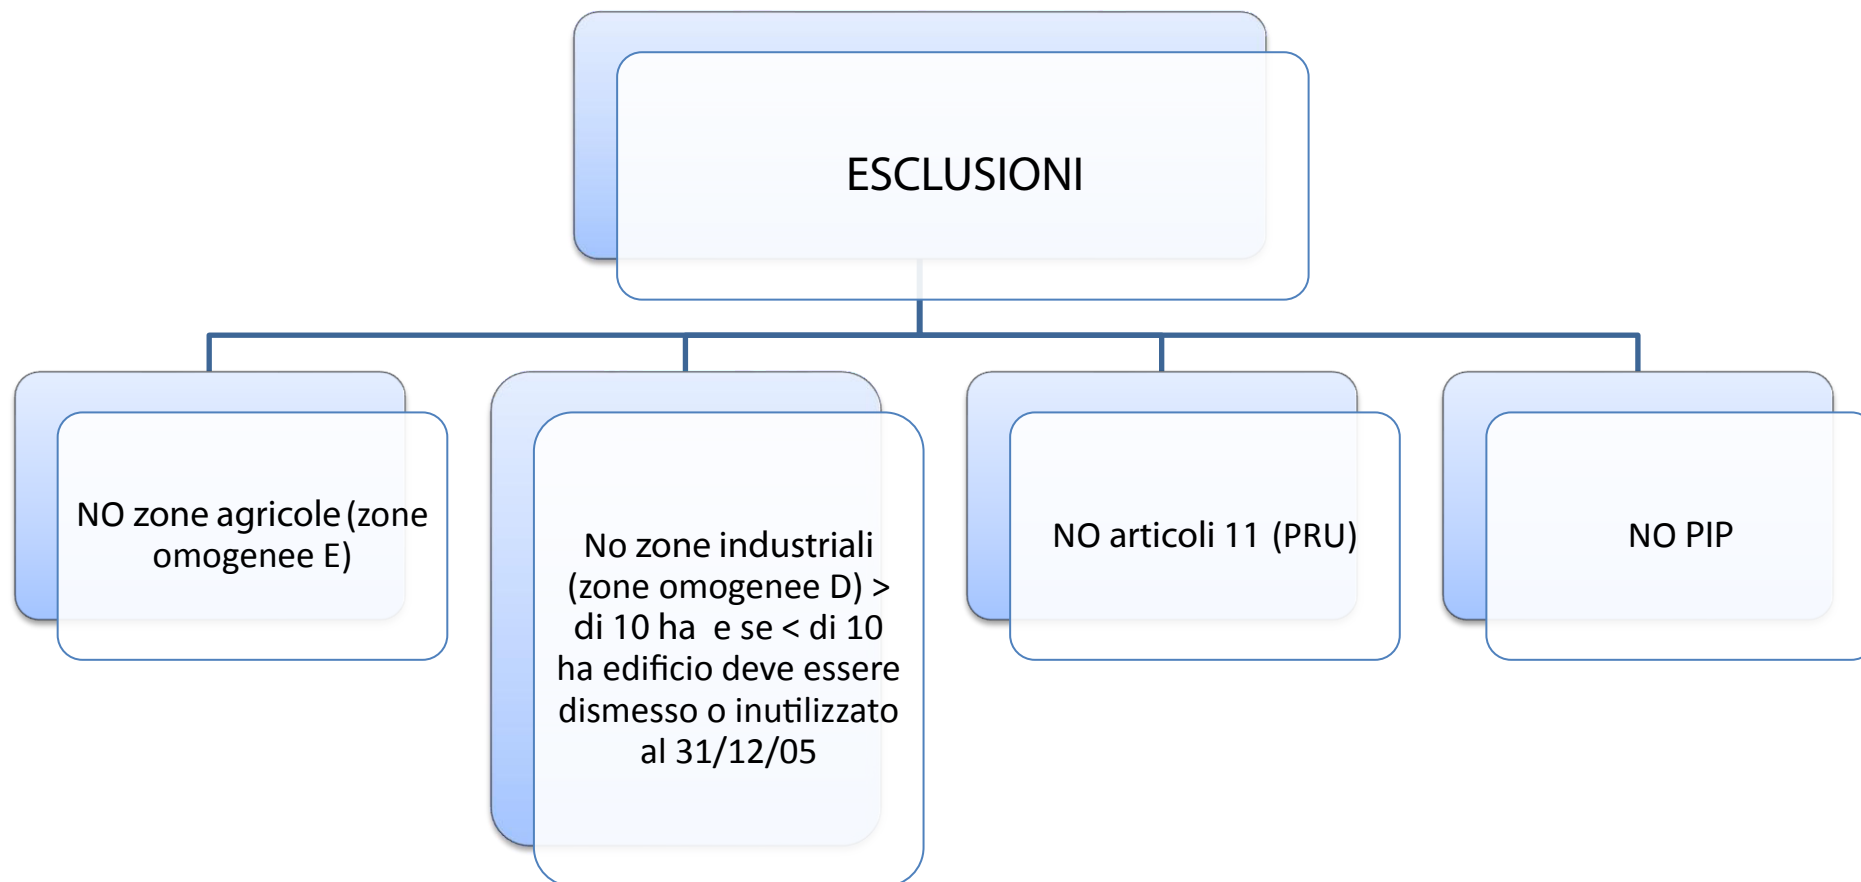 ESCLUSIONI
NO zone agricole (zone
omogenee E)
No zone industriali
(zone omogenee D) >
di 10 ha e se < di 10
ha edificio deve essere
dismesso o inutilizzato
al 31/12/05
NO articoli 11 (PRU)
NO PIP